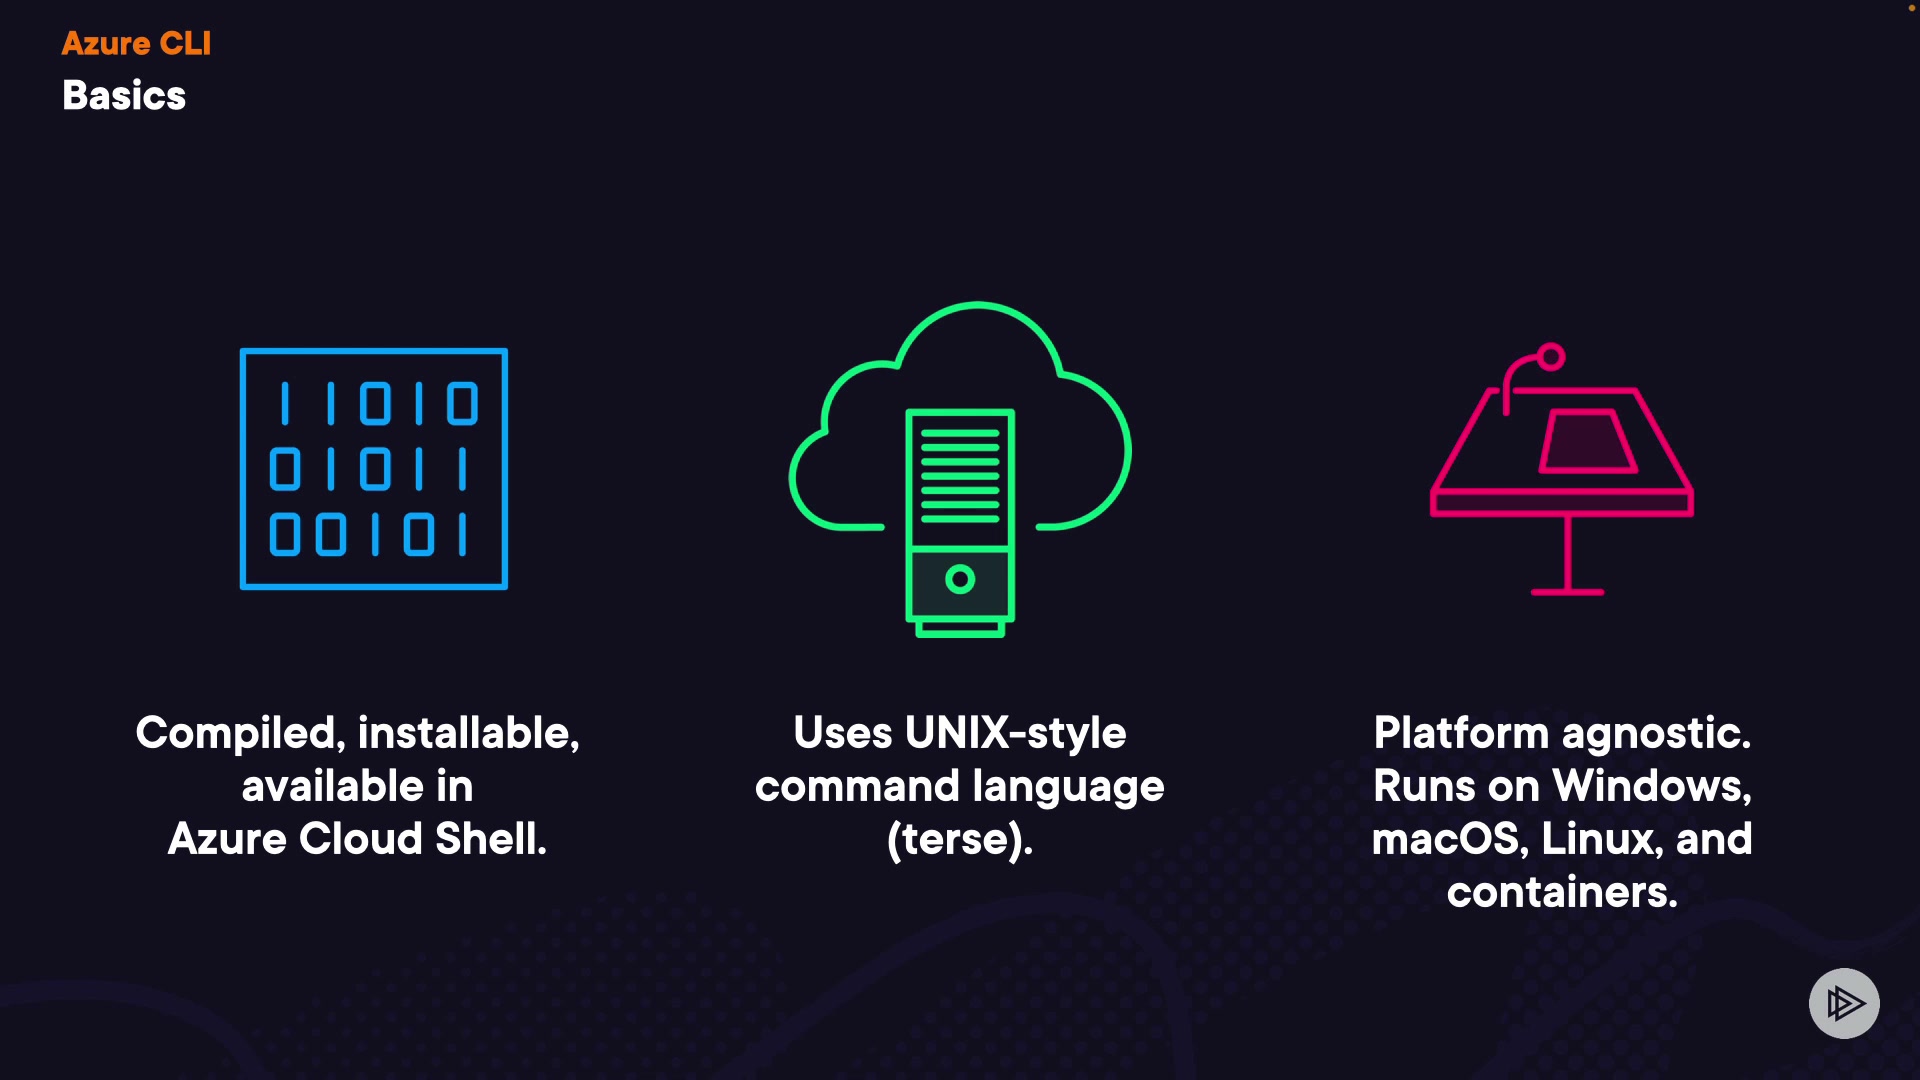 Azure CLI
Basics
11010
01011
00101
Compiled, installable,
available in
Azure Cloud Shell.
Uses UNIX-style
command language
(terse).
Platform agnostic.
Runs on Windows,
macOS, Linux, and
containers.